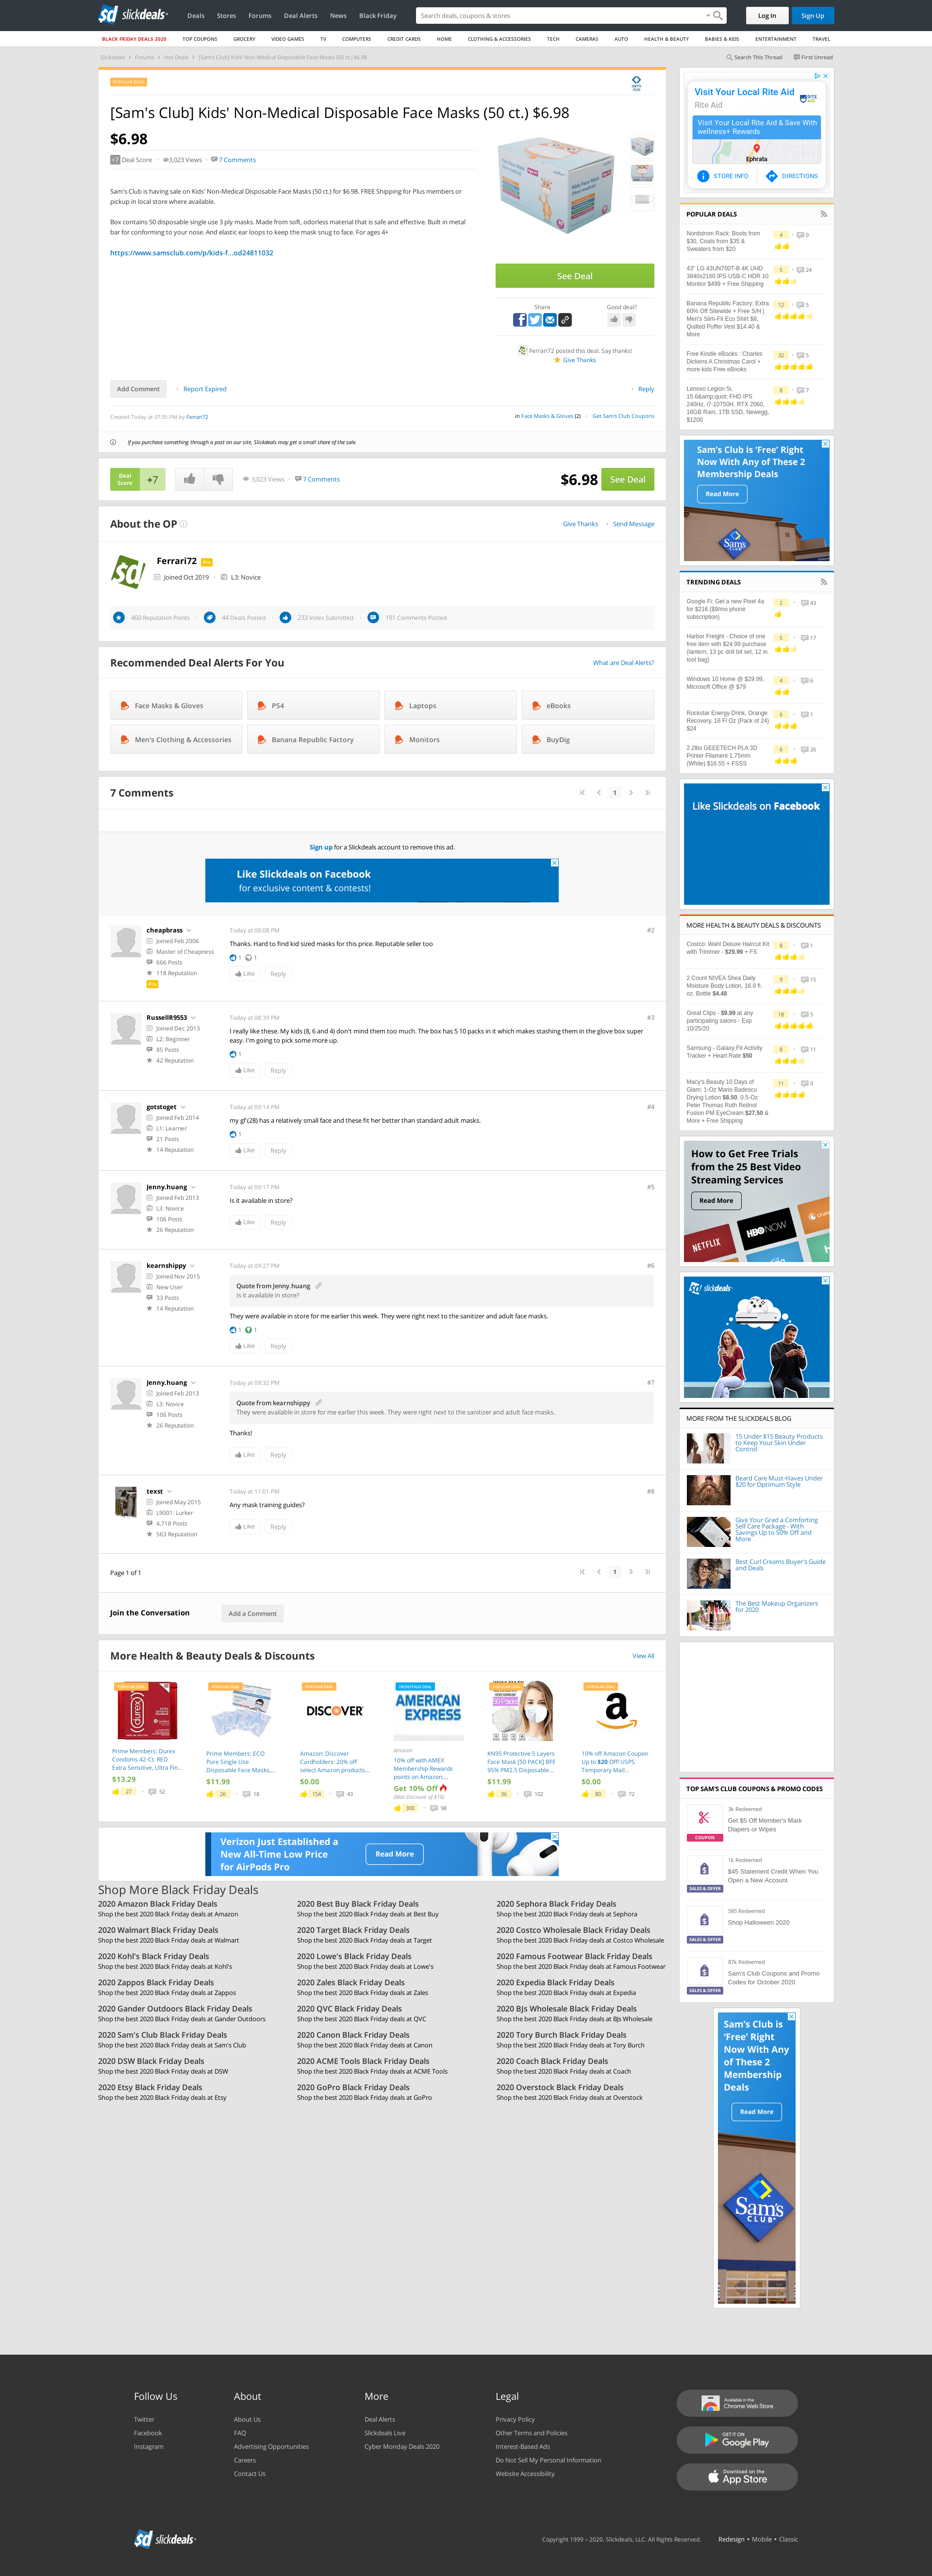 slickdeals
Deals
Stores
Forums
Deal Alerts
News
Black Friday
Search deals, coupons & stores
Log In
Sign Up
BLACK FRIDAY DEALS 2020
TOP COUPONS
GROCERY
VIDEO GAMES
TV
COMPUTERS
CREDIT CARDS
HOME
CLOTHING & ACCESSORIES
TECH
CAMERAS
AUTO
HEALTH & BEAUTY
BABIES & KIDS
ENTERTAINMENT
TRAVEL
Slickdeals > Forums > Hot Deals > [Sam's Club] Kids' Non-Medical Disposable Face Masks (50 ct.) $6.98
Search This Thread
First Unread
POPULAR DEAL
[Sam's Club] Kids' Non-Medical Disposable Face Masks (50 ct.) $6.98
$6.98
+7 Deal Score
3,023 Views
7 Comments
Sam's Club is having sale on Kids' Non-Medical Disposable Face Masks (50 ct.) for $6.98. FREE Shipping for Plus members or
pickup in local store where available.
Box contains 50 disposable single use 3 ply masks. Made from soft, odorless material that is safe and effective. Built in metal
bar for conforming to your nose. And elastic ear loops to keep the mask snug to face. For ages 4+
https://www.samsclub.com/p/kids-f...od24811032
See Deal
Share
Good deal?
Ferrari72 posted this deal. Say thanks!
Give Thanks
Add Comment
Report Expired
Reply
Created Today at 07:35 PM by Ferrari72
in Face Masks & Gloves (2)
Get Sam's Club Coupons
If you purchase something through a post on our site, Slickdeals may get a small share of the sale.
Deal
Score
+7
3,023 Views
7 Comments
$6.98
See Deal
About the OP
Give Thanks
Send Message
Ferrari72 Pro
Joined Oct 2019
L3: Novice
460 Reputation Points
44 Deals Posted
233 Votes Submitted
191 Comments Posted
Recommended Deal Alerts For You
What are Deal Alerts?
Face Masks & Gloves
PS4
Laptops
eBooks
Men's Clothing & Accessories
Banana Republic Factory
Monitors
BuyDig
7 Comments
1
Sign up for a Slickdeals account to remove this ad.
Like Slickdeals on Facebook
for exclusive content & contests!
cheapbrass
Joined Feb 2006
Master of Cheapness
666 Posts
118 Reputation
Pro
Today at 08:08 PM
#2
Thanks. Hard to find kid sized masks for this price. Reputable seller too
1
1
Like
Reply
RussellR9553
Joined Dec 2013
L2: Beginner
85 Posts
42 Reputation
Today at 08:39 PM
#3
I really like these. My kids (8, 6 and 4) don't mind them too much. The box has 5 10 packs in it which makes stashing them in the glove box super
easy. I'm going to pick some more up.
1
Like
Reply
gotstoget
Joined Feb 2014
L1: Learner
21 Posts
14 Reputation
Today at 09:14 PM
#4
my gf (28) has a relatively small face and these fit her better than standard adult masks.
1
Like
Reply
Jenny.huang
Joined Feb 2013
L3: Novice
106 Posts
26 Reputation
Today at 09:17 PM
#5
Is it available in store?
Like
Reply
kearnshippy
Joined Nov 2015
New User
33 Posts
14 Reputation
Today at 09:27 PM
#6
Quote from Jenny.huang
Is it available in store?
They were available in store for me earlier this week. They were right next to the sanitizer and adult face masks.
1
1
Like
Reply
Jenny.huang
Joined Feb 2013
L3: Novice
106 Posts
26 Reputation
Today at 09:32 PM
#7
Quote from kearnshippy
They were available in store for me earlier this week. They were right next to the sanitizer and adult face masks.
Thanks!
Like
Reply
texst
Joined May 2015
L9001: Lurker
4,718 Posts
563 Reputation
Today at 11:01 PM
#8
Any mask training guides?
Like
Reply
Page 1 of 1
1
Join the Conversation
Add a Comment
More Health & Beauty Deals & Discounts
View All
POPULAR DEAL
durex
Prime Members: Durex
Condoms 42-Ct. RED
Extra Sensitive, Ultra Fin...
$13.29
27
52
POPULAR DEAL
Prime Members: ECO
Pure Single Use
Disposable Face Masks,...
$11.99
26
18
POPULAR DEAL
DISCOVER
Amazon: Discover
Cardholders: 20% off
select Amazon products...
$0.00
154
43
FRONTPAGE DEAL
AMERICAN
EXPRESS
Amazon
10% off with AMEX
Membership Rewards
points on Amazon....
Get 10% Off
(Max Discount of $10)
300
98
POPULAR DEAL
KN95 Protective 5 Layers
Face Mask [50 PACK] BFE
95% PM2.5 Disposable...
$11.99
36
102
POPULAR DEAL
10% off Amazon Coupon
Up to $20 Off! USPS
Temporary Mail...
$0.00
80
72
Verizon Just Established a
New All-Time Low Price
for AirPods Pro
Read More
Shop More Black Friday Deals
2020 Amazon Black Friday Deals
Shop the best 2020 Black Friday deals at Amazon
2020 Best Buy Black Friday Deals
Shop the best 2020 Black Friday deals at Best Buy
2020 Sephora Black Friday Deals
Shop the best 2020 Black Friday deals at Sephora
2020 Walmart Black Friday Deals
Shop the best 2020 Black Friday deals at Walmart
2020 Target Black Friday Deals
Shop the best 2020 Black Friday deals at Target
2020 Costco Wholesale Black Friday Deals
Shop the best 2020 Black Friday deals at Costco Wholesale
2020 Kohl's Black Friday Deals
Shop the best 2020 Black Friday deals at Kohl's
2020 Lowe's Black Friday Deals
Shop the best 2020 Black Friday deals at Lowe's
2020 Famous Footwear Black Friday Deals
Shop the best 2020 Black Friday deals at Famous Footwear
2020 Zappos Black Friday Deals
Shop the best 2020 Black Friday deals at Zappos
2020 Zales Black Friday Deals
Shop the best 2020 Black Friday deals at Zales
2020 Expedia Black Friday Deals
Shop the best 2020 Black Friday deals at Expedia
2020 Gander Outdoors Black Friday Deals
Shop the best 2020 Black Friday deals at Gander Outdoors
2020 QVC Black Friday Deals
Shop the best 2020 Black Friday deals at QVC
2020 BJs Wholesale Black Friday Deals
Shop the best 2020 Black Friday deals at BJs Wholesale
2020 Sam's Club Black Friday Deals
Shop the best 2020 Black Friday deals at Sam's Club
2020 Canon Black Friday Deals
Shop the best 2020 Black Friday deals at Canon
2020 Tory Burch Black Friday Deals
Shop the best 2020 Black Friday deals at Tory Burch
2020 DSW Black Friday Deals
Shop the best 2020 Black Friday deals at DSW
2020 ACME Tools Black Friday Deals
Shop the best 2020 Black Friday deals at ACME Tools
2020 Coach Black Friday Deals
Shop the best 2020 Black Friday deals at Coach
2020 Etsy Black Friday Deals
Shop the best 2020 Black Friday deals at Etsy
2020 GoPro Black Friday Deals
Shop the best 2020 Black Friday deals at GoPro
2020 Overstock Black Friday Deals
Shop the best 2020 Black Friday deals at Overstock
Visit Your Local Rite Aid
Rite Aid
Visit Your Local Rite Aid & Save With
wellness+ Rewards
Ephrata
STORE INFO
DIRECTIONS
POPULAR DEALS
Nordstrom Rack: Boots from
$30, Coats from $35 &
Sweaters from $20
4
0
43" LG 43UN700T-B 4K UHD
3840x2160 IPS USB-C HDR 10
Monitor $499 + Free Shipping
5
24
Banana Republic Factory: Extra
60% Off Sitewide + Free S/H |
Men's Slim-Fit Eco Shirt $8,
Quilted Puffer Vest $14.40 &
More
12
5
Free Kindle eBooks : Charles
Dickens A Christmas Carol +
more kids Free eBooks
32
5
Lenovo Legion 5i,
15.6&amp;quot; FHD IPS
240Hz, i7-10750H, RTX 2060,
16GB Ram, 1TB SSD, Newegg,
$1200
8
7
Sam's Club is 'Free' Right
Now With Any of These 2
Membership Deals
Read More
TRENDING DEALS
Google Fi: Get a new Pixel 4a
for $216 ($9/mo phone
subscription)
2
43
Harbor Freight - Choice of one
free item with $24.99 purchase
(lantern, 13 pc drill bit set, 12 in
tool bag)
5
17
Windows 10 Home @ $29.99,
Microsoft Office @ $79
4
6
Rockstar Energy Drink, Orange
Recovery, 16 Fl Oz (Pack of 24)
$24
6
1
2.2lbs GEEETECH PLA 3D
Printer Filament 1.75mm
(White) $16.55 + FSSS
6
26
Like Slickdeals on Facebook
MORE HEALTH & BEAUTY DEALS & DISCOUNTS
Costco: Wahl Deluxe Haircut Kit
with Trimmer - $29.99 + FS
8
1
2 Count NIVEA Shea Daily
Moisture Body Lotion, 16.9 fl.
oz. Bottle $4.48
9
15
Great Clips - $9.99 at any
participating salons - Exp
10/25/20
18
5
Samsung - Galaxy Fit Activity
Tracker + Heart Rate $50
8
11
Macy's Beauty 10 Days of
Glam: 1-Oz Mario Badescu
Drying Lotion $8.50, 0.5-Oz
Peter Thomas Roth Retinol
Fusion PM EyeCream $27.50 &
More + Free Shipping
11
0
How to Get Free Trials
from the 25 Best Video
Streaming Services
Read More
NETFLIX
HBO NOW
slickdeals
MORE FROM THE SLICKDEALS BLOG
15 Under $15 Beauty Products
to Keep Your Skin Under
Control
Beard Care Must-Haves Under
$20 for Optimum Style
Give Your Grad a Comforting
Self Care Package - With
Savings Up to 50% Off and
More
Best Curl Creams Buyer's Guide
and Deals
The Best Makeup Organizers
for 2020
TOP SAM'S CLUB COUPONS & PROMO CODES
COUPON
3k Redeemed
Get $5 Off Member's Mark
Diapers or Wipes
SALES & OFFER
1k Redeemed
$45 Statement Credit When You
Open a New Account
SALES & OFFER
585 Redeemed
Shop Halloween 2020
SALES & OFFER
87k Redeemed
Sam's Club Coupons and Promo
Codes for October 2020
Sam's Club is
'Free' Right
Now With Any
of These 2
Membership
Deals
Read More
Sam's
CLUB
Follow Us
Twitter
Facebook
Instagram
About
About Us
FAQ
Advertising Opportunities
Careers
Contact Us
More
Deal Alerts
Slickdeals Live
Cyber Monday Deals 2020
Legal
Privacy Policy
Other Terms and Policies
Interest-Based Ads
Do Not Sell My Personal Information
Website Accessibility
Available in the
Chrome Web Store
GET IT ON
Google Play
Download on the
App Store
slickdeals
Copyright 1999 - 2020. Slickdeals, LLC. All Rights Reserved.
Redesign • Mobile • Classic